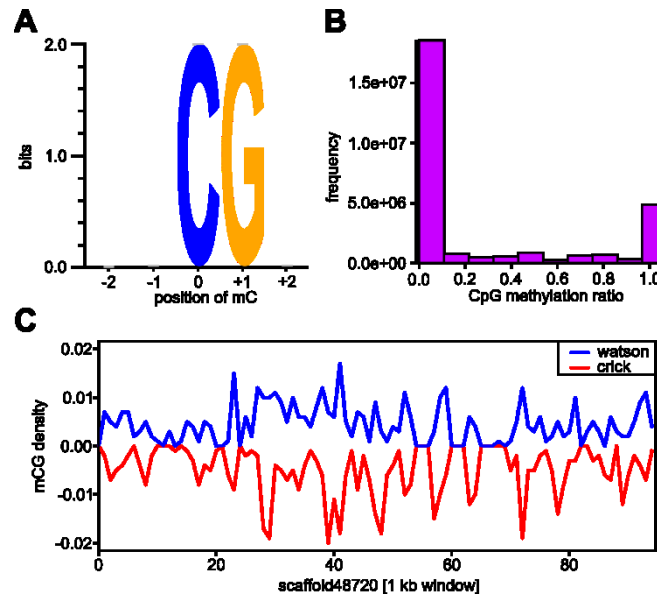 A
2.0
bits
1.0
0.0
CG
-2 -1 0 +1 +2
position of mC
B
frequency
1.5e+07
1.0e+07
5.0e+06
0.0e+00
0.0 0.2 0.4 0.6 0.8 1.0
CpG methylation ratio
C
mCG density
0.02
0.01
0.00
-0.01
-0.02
watson
crick
0 20 40 60 80
scaffold48720 [1 kb window]